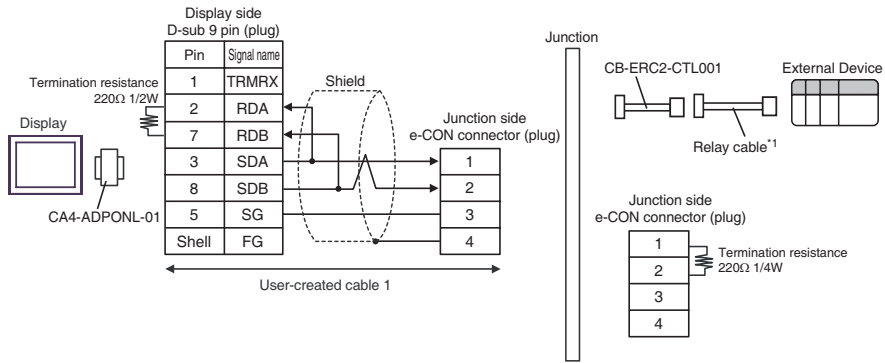 Display side
D-sub 9 pin (plug)
Pin Signal name
1 TRMRX
2 RDA
7 RDB
3 SDA
8 SDB
5 SG
Shell FG
Termination resistance
220Ω 1/2W
Display
CA4-ADPONL-01
Shield
Junction side
e-CON connector (plug)
1
2
3
4
User-created cable 1
Junction
CB-ERC2-CTL001
External Device
Relay cable*1
Junction side
e-CON connector (plug)
1
2
3
4
Termination resistance
220Ω 1/4W